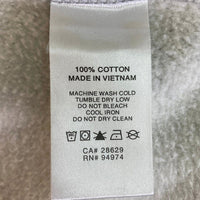 100% COTTON
MADE IN VIETNAM
MACHINE WASH COLD
TUMBLE DRY LOW
DO NOT BLEACH
COOL IRON
DO NOT DRY CLEAN
CA# 28629
RN# 94974